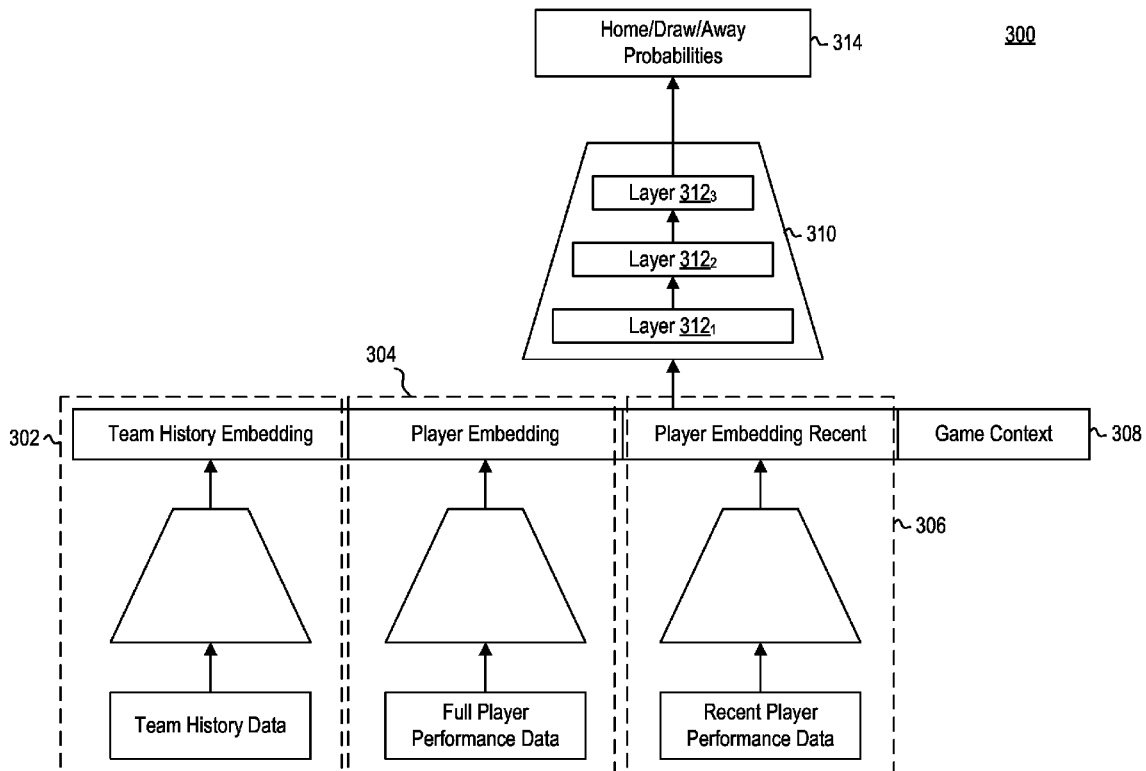 Home/Draw/Away
Probabilities
314
300
Layer 312₃
310
Layer 312₂
Layer 312₁
304
302
Team History Embedding
Player Embedding
Player Embedding Recent
Game Context
308
306
Team History Data
Full Player
Performance Data
Recent Player
Performance Data